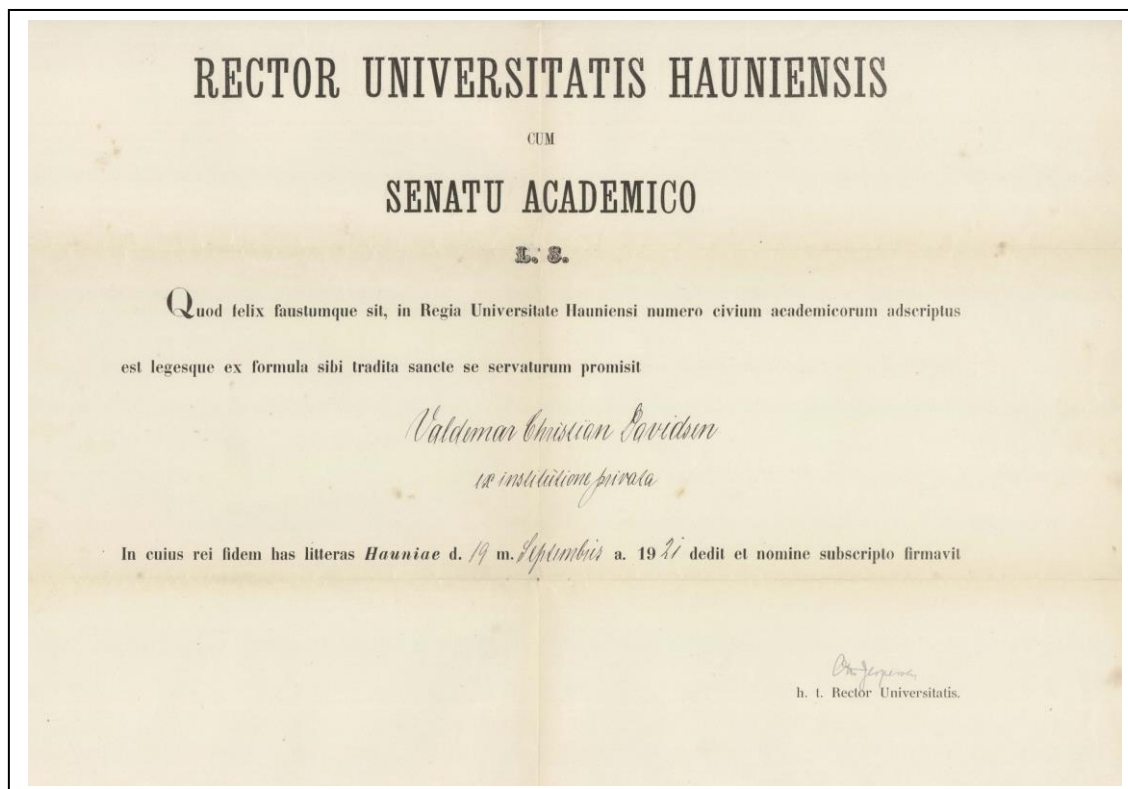 RECTOR UNIVERSITATIS HAUNIENSIS
CUM
SENATU ACADEMICO
L. S.
Quod felix faustumque sit, in Regia Universitate Hauniensi numero civium academicorum adscriptus
est legesque ex formula sibi tradita sancte se servaturum promisit
Valdemar Christian Davidsen
ex institutione privata
In cuius rei fidem has litteras Hauniae d. 19 m. Septembris a. 1921 dedit et nomine subscripto firmavit
Otto Jespersen
h. t. Rector Universitatis.